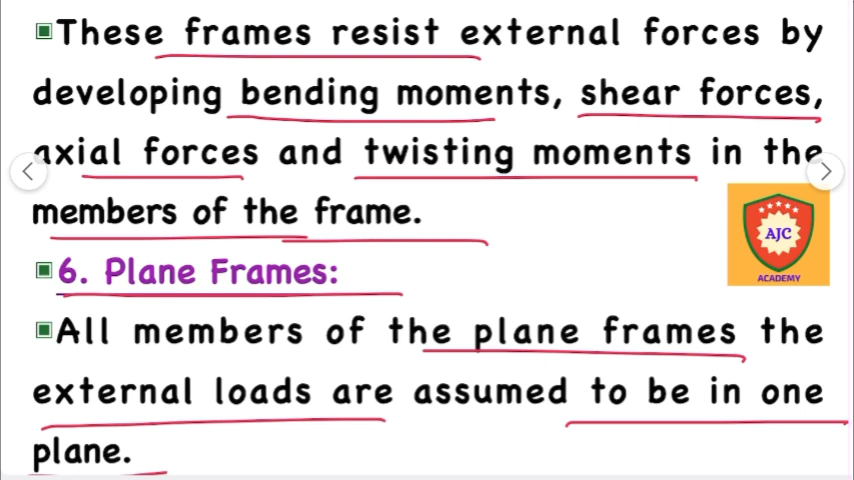 These frames resist external forces by
developing bending moments, shear forces,
axial forces and twisting moments in the
members of the frame.
6. Plane Frames:
All members of the plane frames the
external loads are assumed to be in one
plane.
AJC
ACADEMY